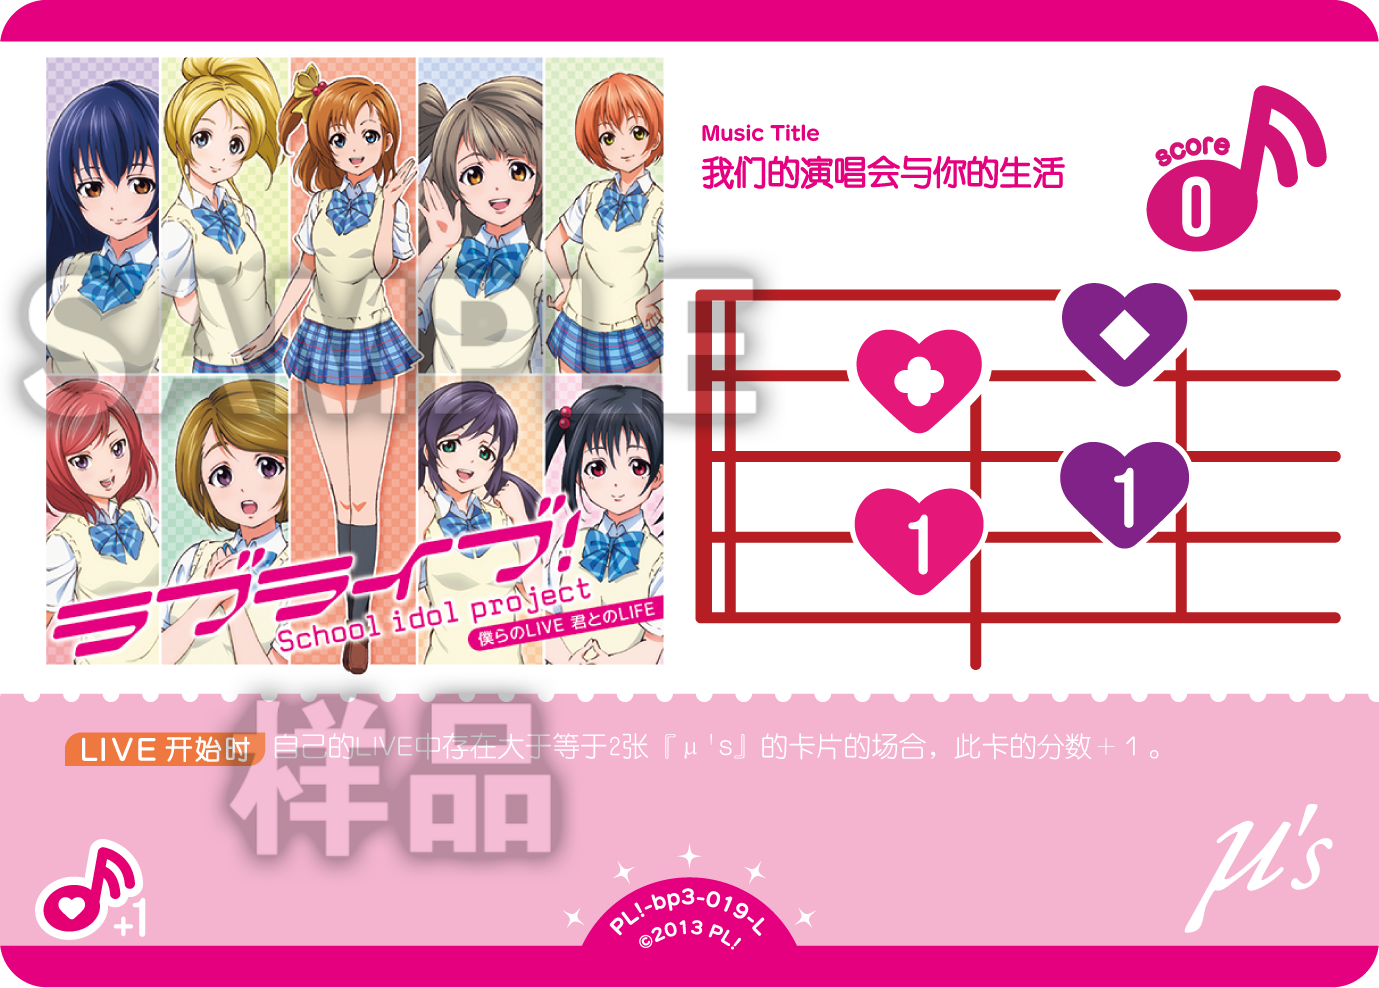 Music Title
我们的演唱会与你的生活
score
0
1
1
ラブライブ!
School idol project
僕らのLIVE 君とのLIFE
SAMPLE
样品
LIVE 开始时 自己的LIVE中存在大于等于2张『μ's』的卡片的场合，此卡的分数＋１。
+1
PL!-bp3-019-L
©2013 PL!
μ's